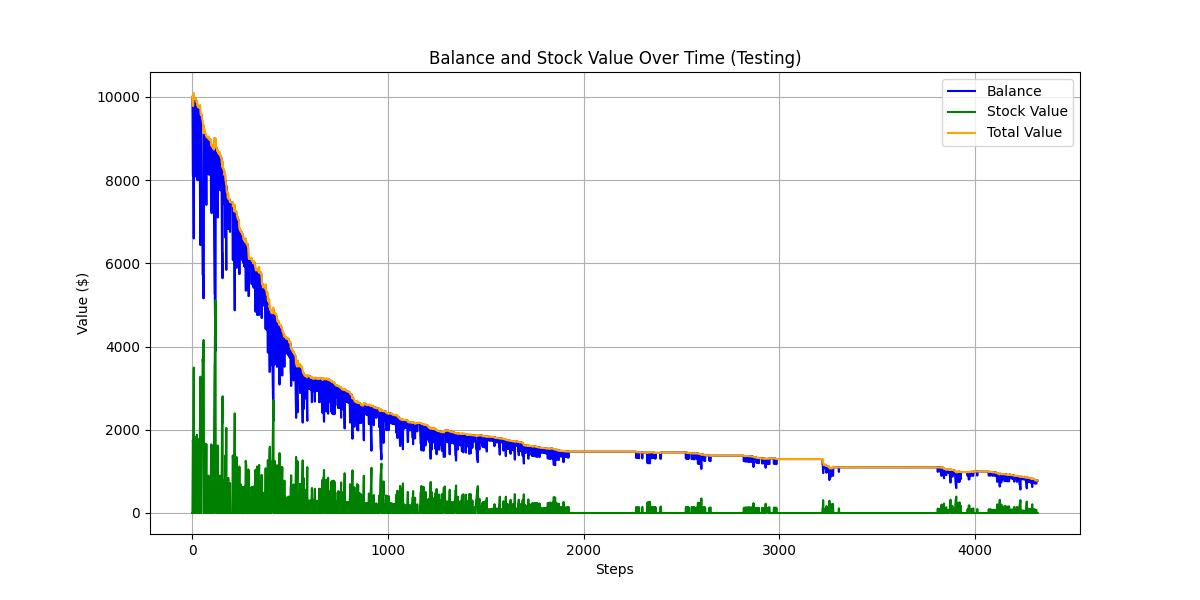 Balance and Stock Value Over Time (Testing)
Balance
Stock Value
Total Value
Value ($)
10000
8000
6000
4000
2000
0
0 1000 2000 3000 4000
Steps